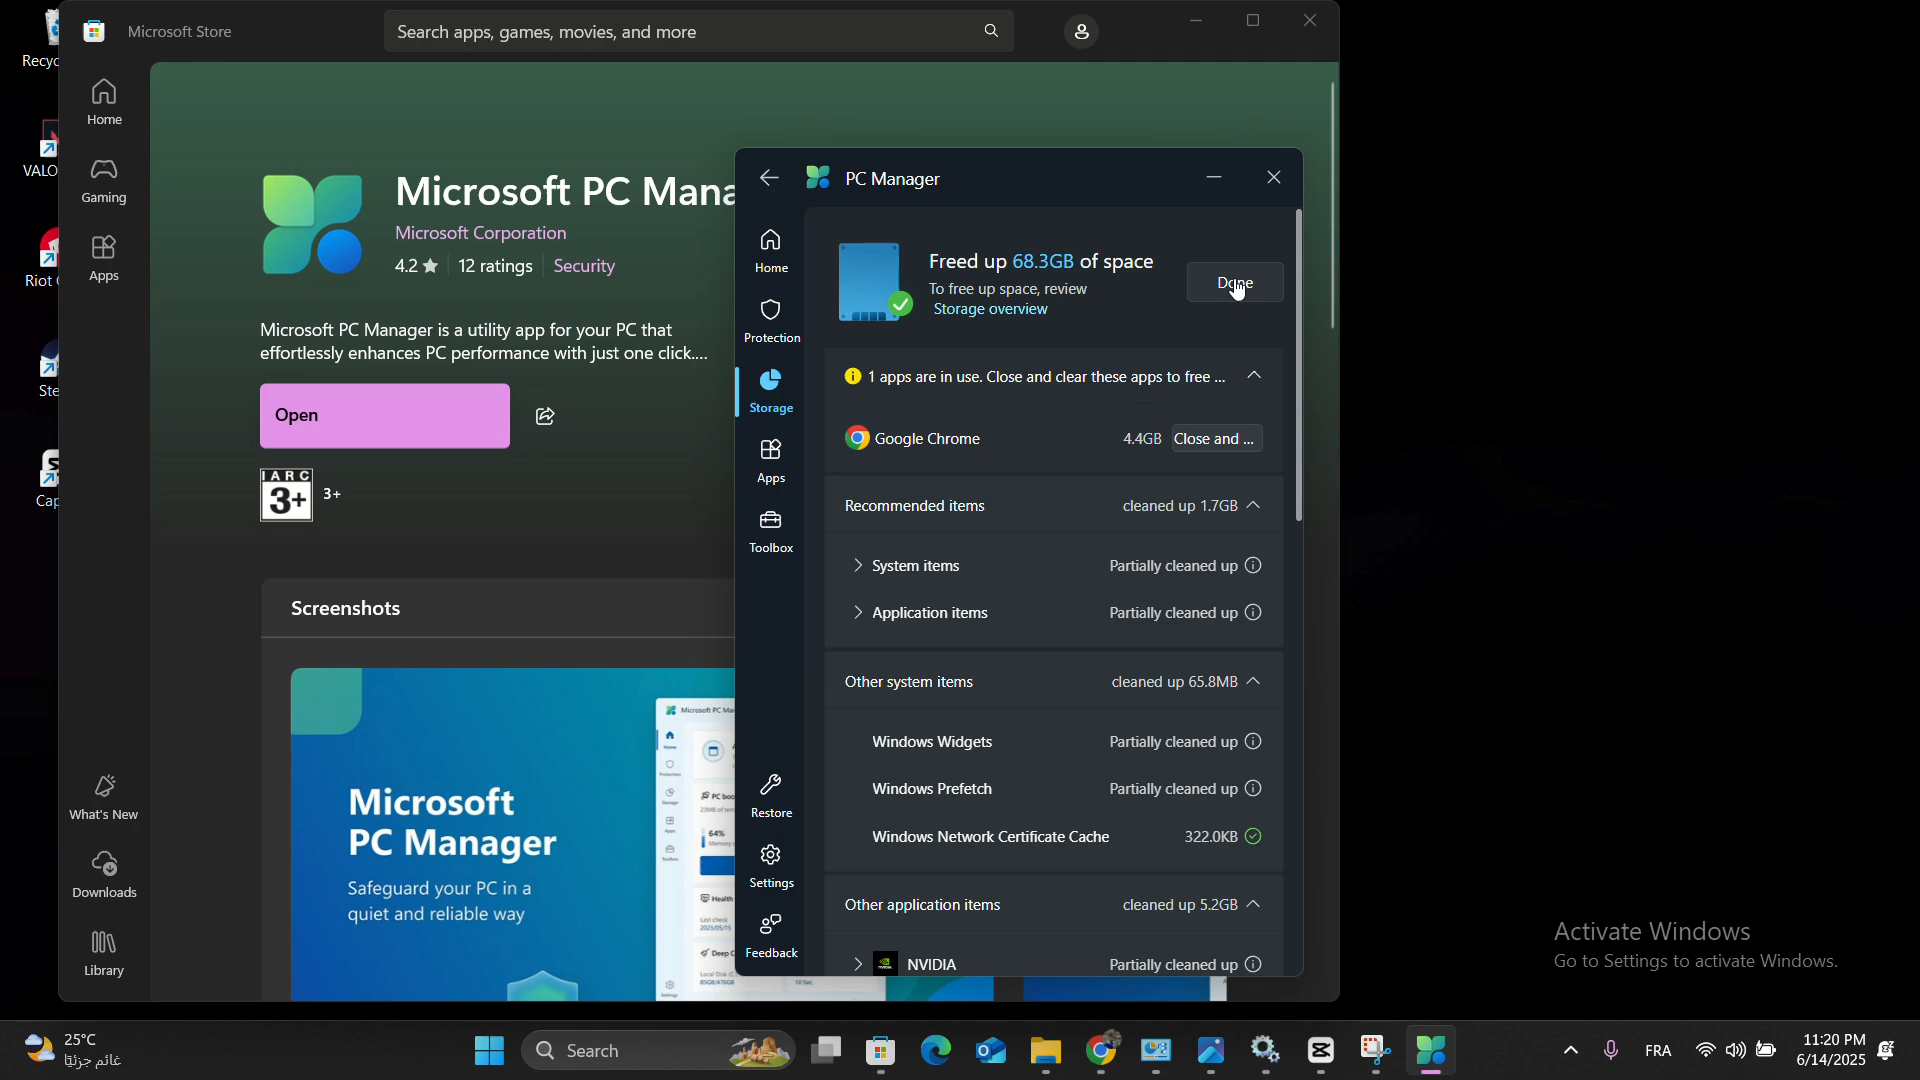 Recyc
VALO
Riot
Ste
Cap
Microsoft Store
Search apps, games, movies, and more
Home
Gaming
Apps
What's New
Downloads
Library
Microsoft PC Mana
Microsoft Corporation
4.2 12 ratings Security
Microsoft PC Manager is a utility app for your PC that
effortlessly enhances PC performance with just one click....
Open
IARC
3+
3+
Screenshots
Microsoft
PC Manager
Safeguard your PC in a
quiet and reliable way
PC Manager
Home
Protection
Storage
Apps
Toolbox
Restore
Settings
Feedback
Freed up 68.3GB of space
To free up space, review
Storage overview
Done
1 apps are in use. Close and clear these apps to free ...
Google Chrome 4.4GB Close and ...
Recommended items cleaned up 1.7GB
System items Partially cleaned up
Application items Partially cleaned up
Other system items cleaned up 65.8MB
Windows Widgets Partially cleaned up
Windows Prefetch Partially cleaned up
Windows Network Certificate Cache 322.0KB
Other application items cleaned up 5.2GB
NVIDIA Partially cleaned up
Activate Windows
Go to Settings to activate Windows.
25°C
غائم جزئيًا
Search
FRA
11:20 PM
6/14/2025